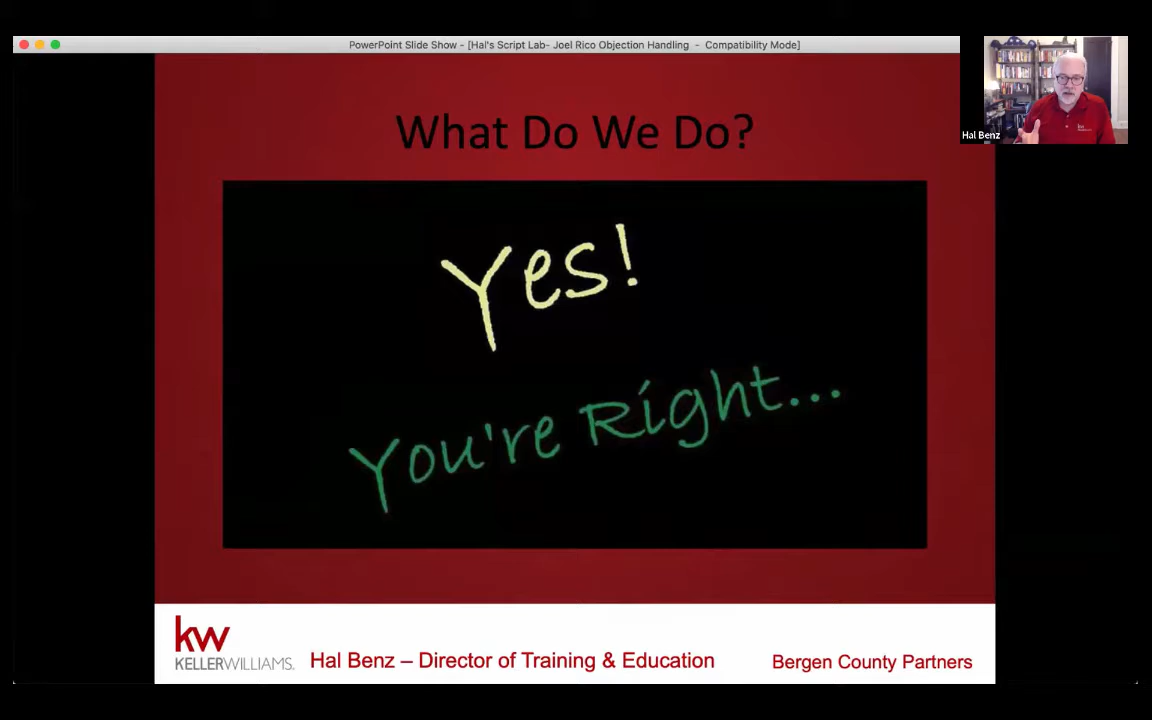 PowerPoint Slide Show - [Hal's Script Lab- Joel Rico Objection Handling - Compatibility Mode]
Hal Benz
What Do We Do?
Yes!
You're Right...
kw
KELLERWILLIAMS.
Hal Benz – Director of Training & Education
Bergen County Partners